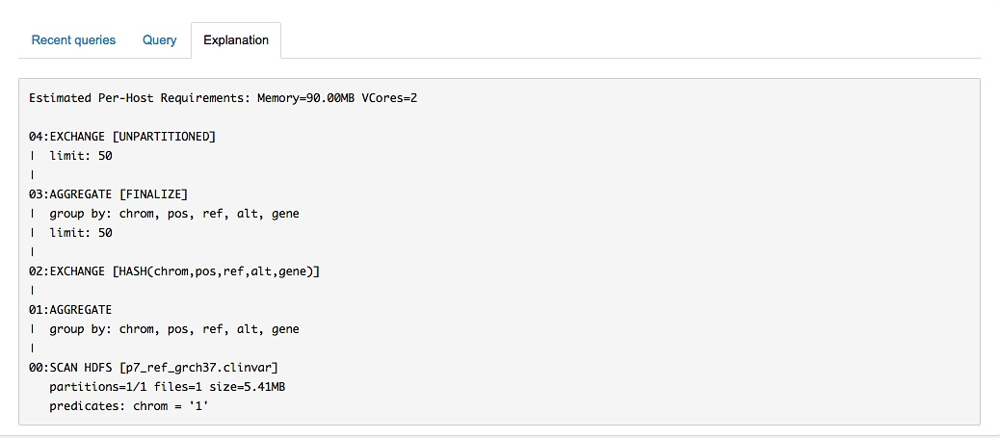 Recent queries Query Explanation
Estimated Per-Host Requirements: Memory=90.00MB VCores=2
04:EXCHANGE [UNPARTITIONED]
|  limit: 50
|
03:AGGREGATE [FINALIZE]
|  group by: chrom, pos, ref, alt, gene
|  limit: 50
|
02:EXCHANGE [HASH(chrom,pos,ref,alt,gene)]
|
01:AGGREGATE
|  group by: chrom, pos, ref, alt, gene
|
00:SCAN HDFS [p7_ref_grch37.clinvar]
   partitions=1/1 files=1 size=5.41MB
   predicates: chrom = '1'